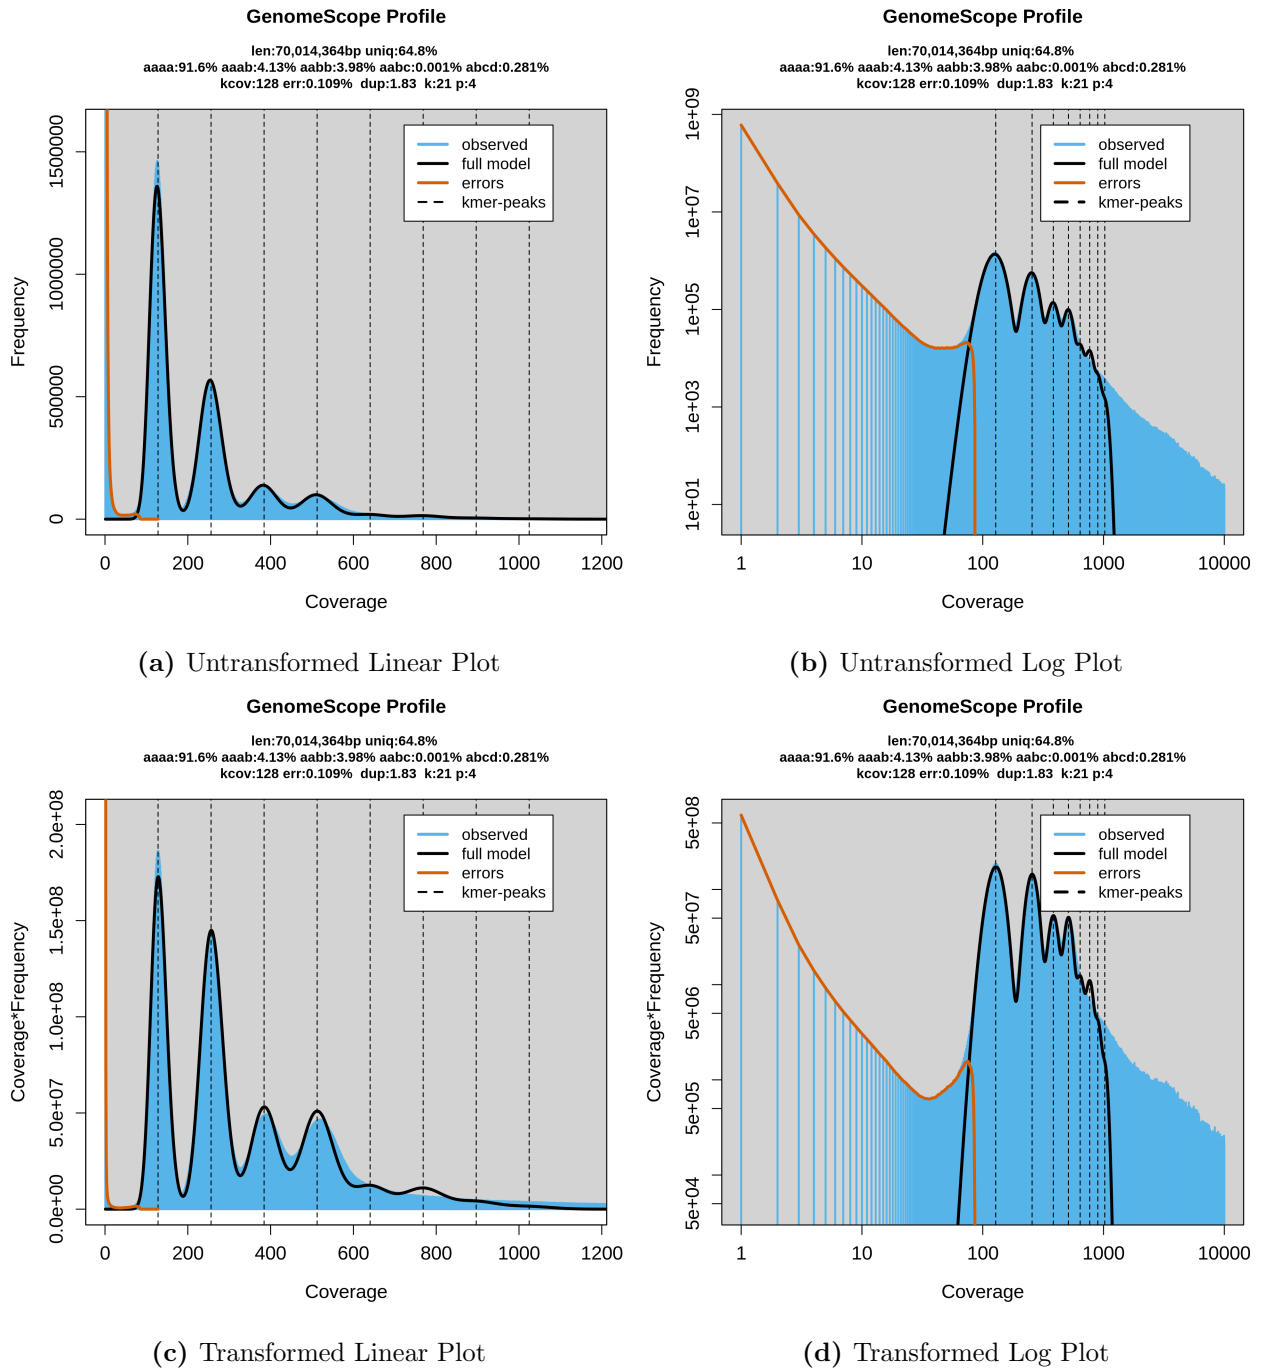 GenomeScope Profile
len:70,014,364bp uniq:64.8%
aaaa:91.6% aaab:4.13% aabb:3.98% aabc:0.001% abcd:0.281%
kcov:128 err:0.109% dup:1.83 k:21 p:4
observed
full model
errors
kmer-peaks
Frequency
0
500000
1000000
1500000
0 200 400 600 800 1000 1200
Coverage
(a) Untransformed Linear Plot
GenomeScope Profile
len:70,014,364bp uniq:64.8%
aaaa:91.6% aaab:4.13% aabb:3.98% aabc:0.001% abcd:0.281%
kcov:128 err:0.109% dup:1.83 k:21 p:4
observed
full model
errors
kmer-peaks
Frequency
1e+01
1e+03
1e+05
1e+07
1e+09
1 10 100 1000 10000
Coverage
(b) Untransformed Log Plot
GenomeScope Profile
len:70,014,364bp uniq:64.8%
aaaa:91.6% aaab:4.13% aabb:3.98% aabc:0.001% abcd:0.281%
kcov:128 err:0.109% dup:1.83 k:21 p:4
observed
full model
errors
kmer-peaks
Coverage*Frequency
0.0e+00
5.0e+07
1.0e+08
1.5e+08
2.0e+08
0 200 400 600 800 1000 1200
Coverage
(c) Transformed Linear Plot
GenomeScope Profile
len:70,014,364bp uniq:64.8%
aaaa:91.6% aaab:4.13% aabb:3.98% aabc:0.001% abcd:0.281%
kcov:128 err:0.109% dup:1.83 k:21 p:4
observed
full model
errors
kmer-peaks
Coverage*Frequency
5e+04
5e+05
5e+06
5e+07
5e+08
1 10 100 1000 10000
Coverage
(d) Transformed Log Plot